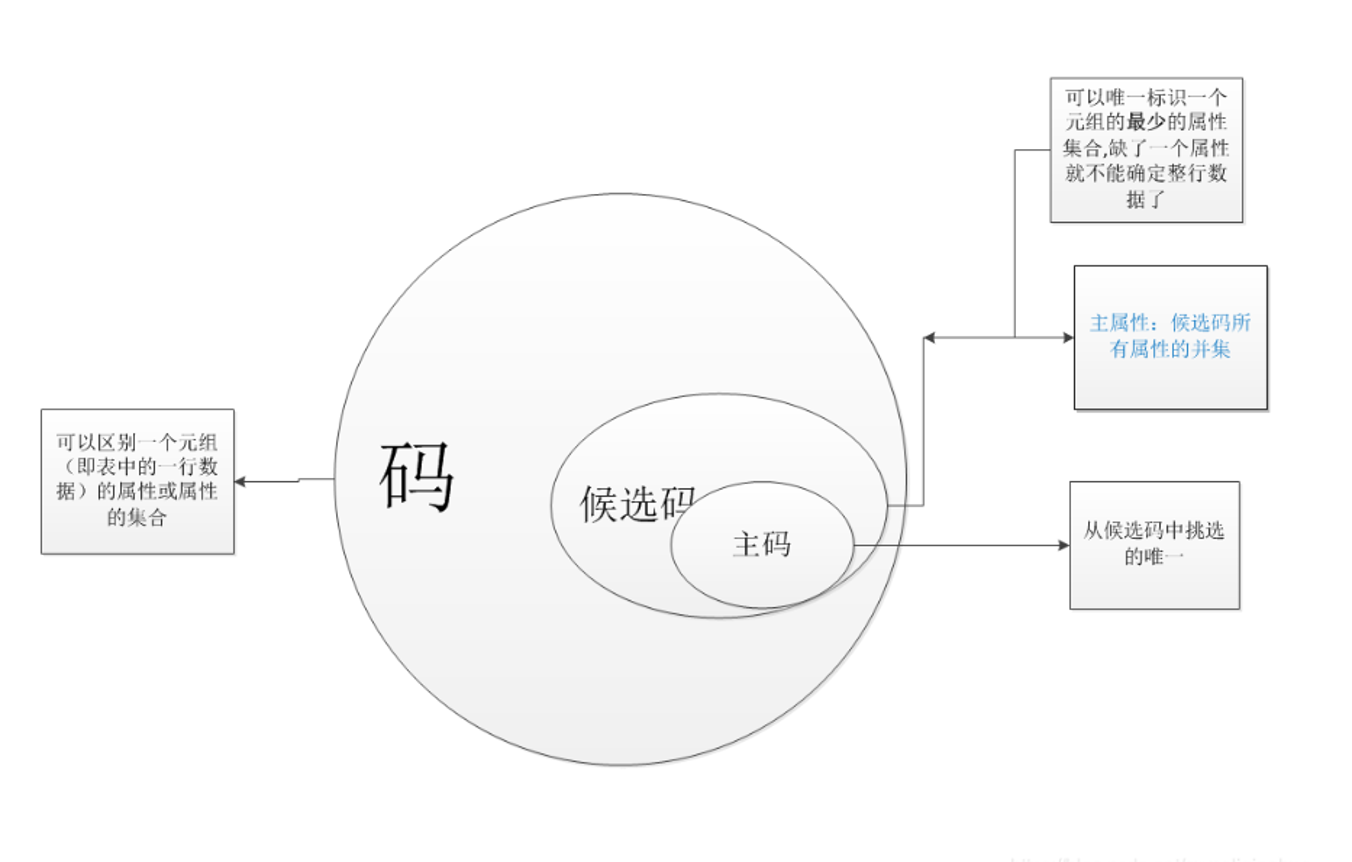 可以唯一标识一个
元组的最少的属性
集合,缺了一个属性
就不能确定整行数
据了
主属性：候选码所
有属性的并集
可以区别一个元组
（即表中的一行数
据）的属性或属性
的集合
码
候选码
主码
从候选码中挑选
的唯一